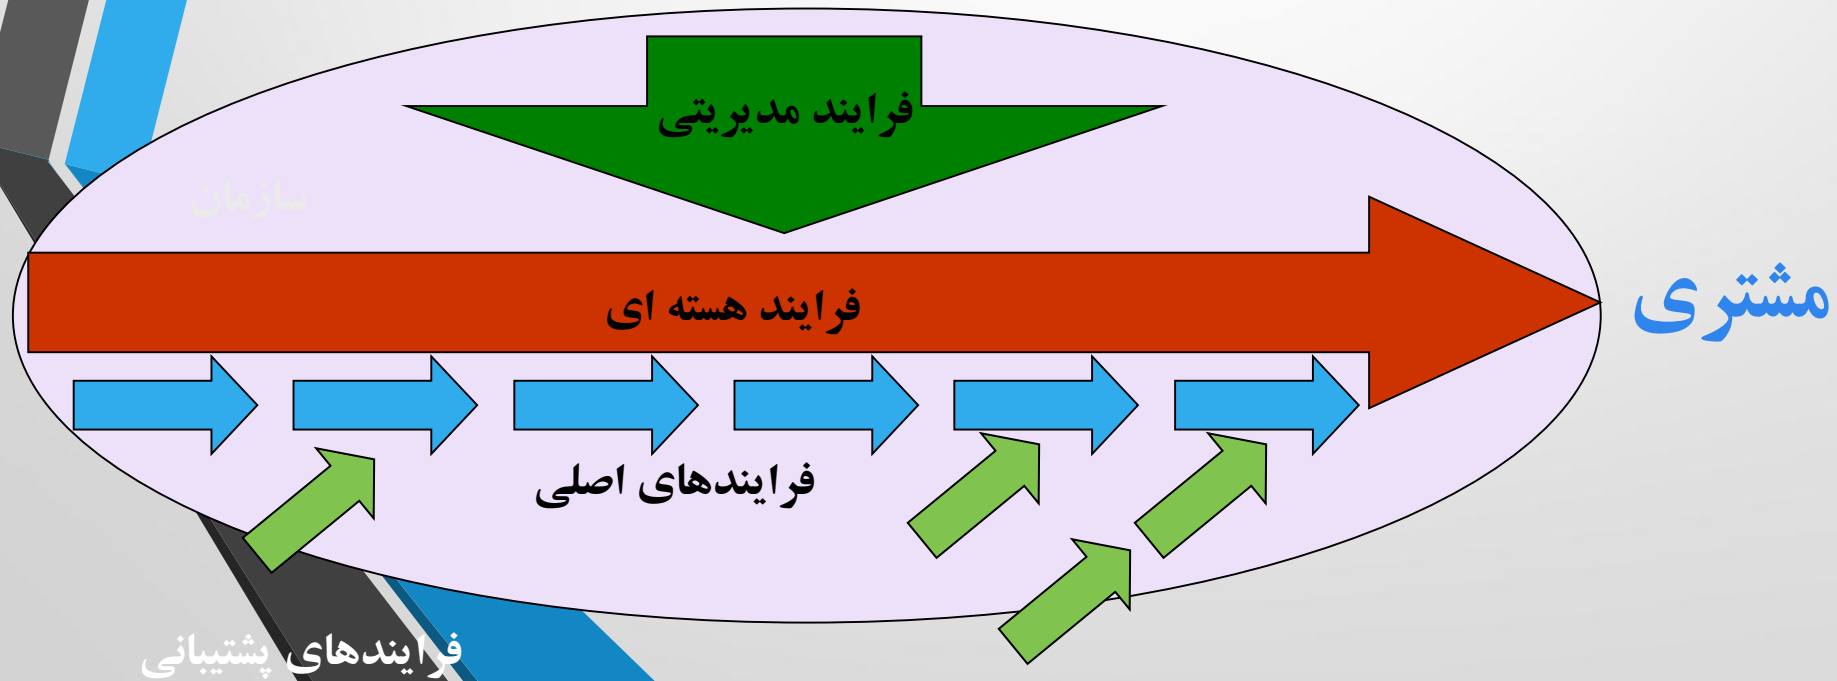 فرایند مدیریتی
سازمان
فرایند هسته ای
مشتری
فرایندهای اصلی
فرایندهای پشتیبانی